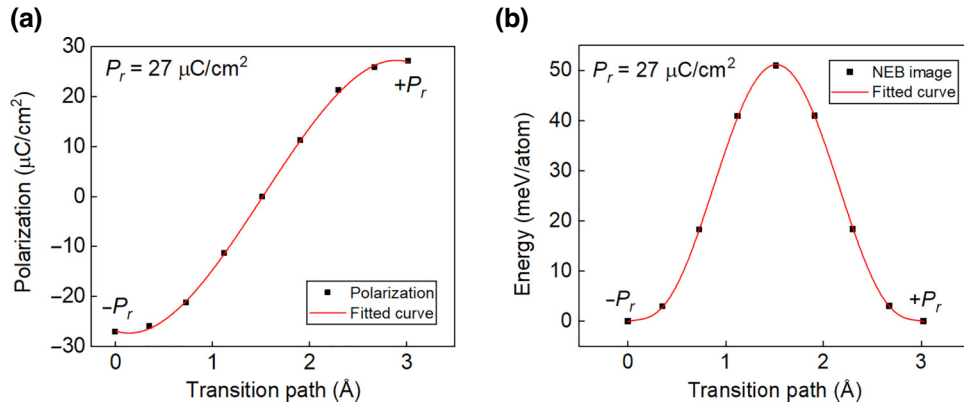 (a)
Polarization (μC/cm²)
30
20
10
0
−10
−20
−30
Pr = 27 μC/cm²
+Pr
−Pr
Polarization
Fitted curve
0 1 2 3
Transition path (Å)
(b)
Energy (meV/atom)
50
40
30
20
10
0
Pr = 27 μC/cm²
NEB image
Fitted curve
−Pr
+Pr
0 1 2 3
Transition path (Å)